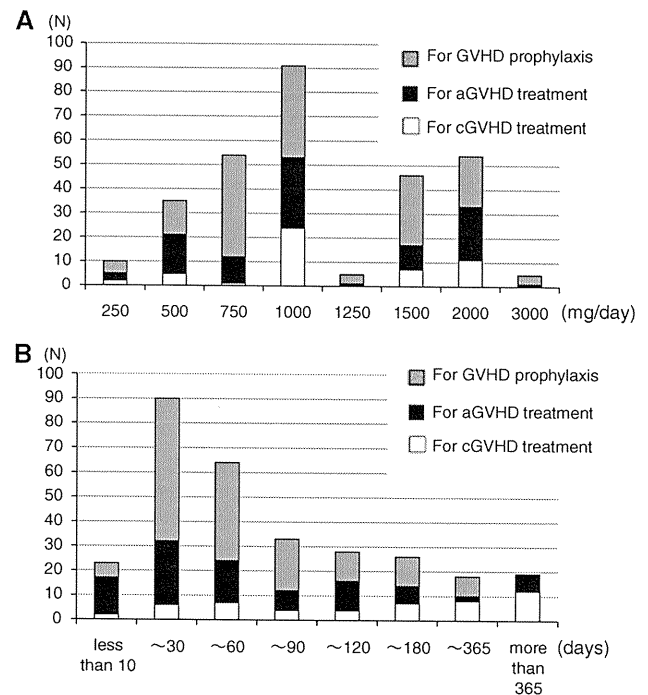 A (N)
100
90
80
70
60
50
40
30
20
10
0
For GVHD prophylaxis
For aGVHD treatment
For cGVHD treatment
250 500 750 1000 1250 1500 2000 3000 (mg/day)
B (N)
100
90
80
70
60
50
40
30
20
10
0
For GVHD prophylaxis
For aGVHD treatment
For cGVHD treatment
less than 10 ~30 ~60 ~90 ~120 ~180 ~365 more than 365 (days)